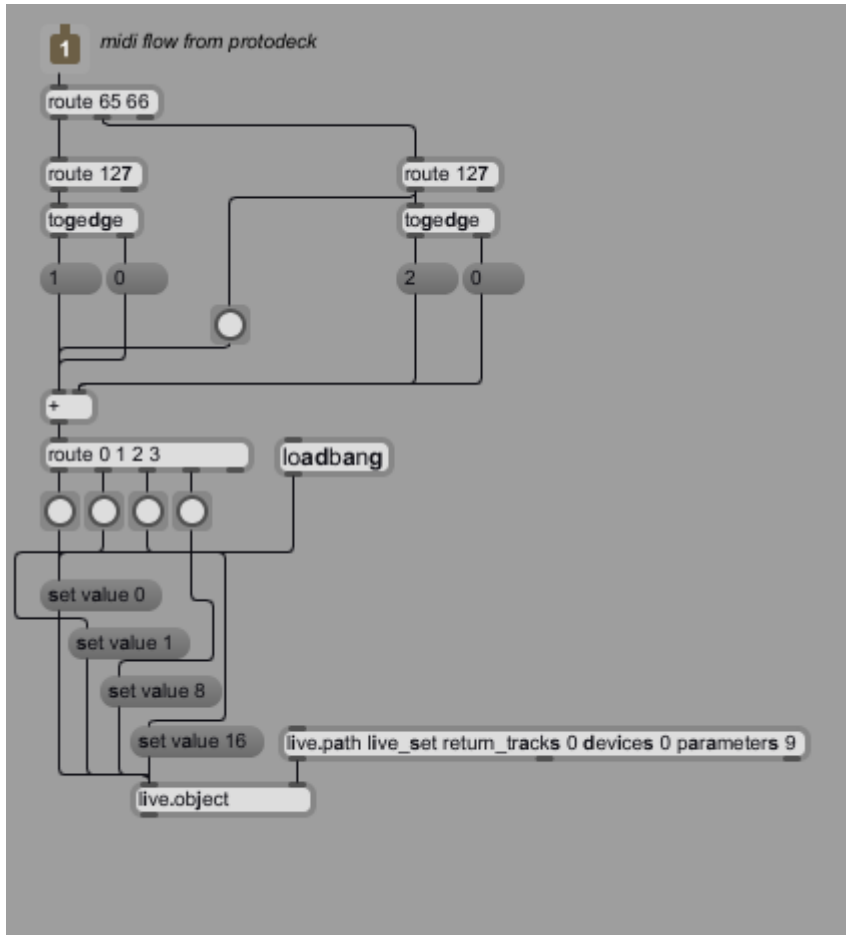 1 midi flow from protodeck
route 65 66
route 127 route 127
togedge togedge
1 0 2 0
+
route 0 1 2 3 loadbang
set value 0
set value 1
set value 8
set value 16 live.path live_set return_tracks 0 devices 0 parameters 9
live.object